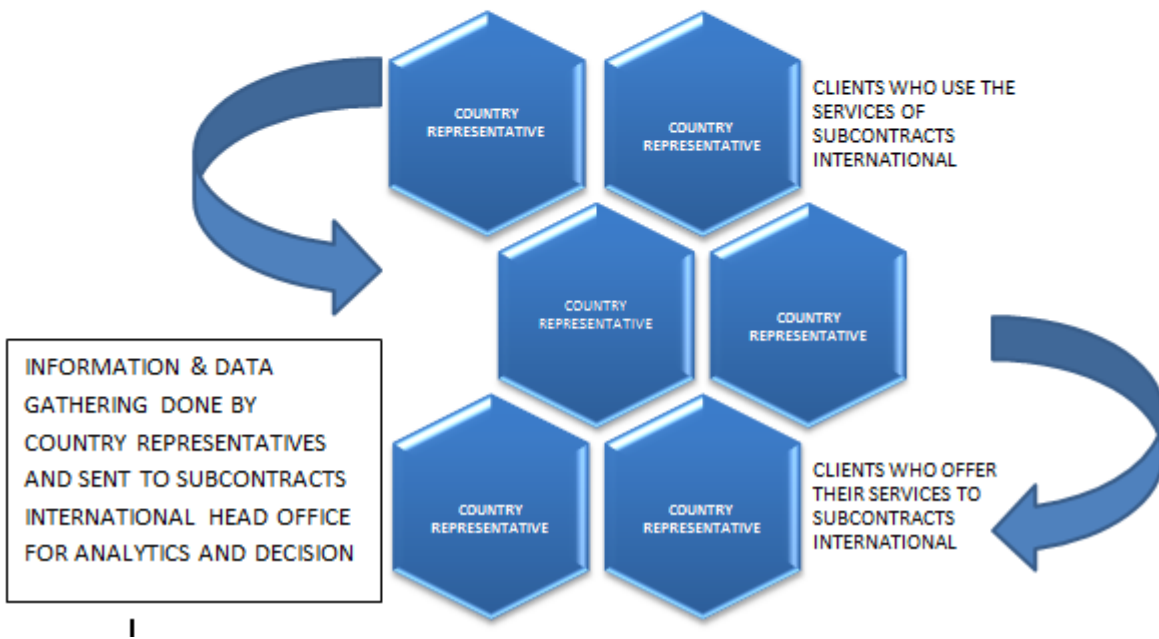 COUNTRY
REPRESENTATIVE
COUNTRY
REPRESENTATIVE
CLIENTS WHO USE THE
SERVICES OF
SUBCONTRACTS
INTERNATIONAL
COUNTRY
REPRESENTATIVE
COUNTRY
REPRESENTATIVE
INFORMATION & DATA
GATHERING DONE BY
COUNTRY REPRESENTATIVES
AND SENT TO SUBCONTRACTS
INTERNATIONAL HEAD OFFICE
FOR ANALYTICS AND DECISION
COUNTRY
REPRESENTATIVE
COUNTRY
REPRESENTATIVE
CLIENTS WHO OFFER
THEIR SERVICES TO
SUBCONTRACTS
INTERNATIONAL